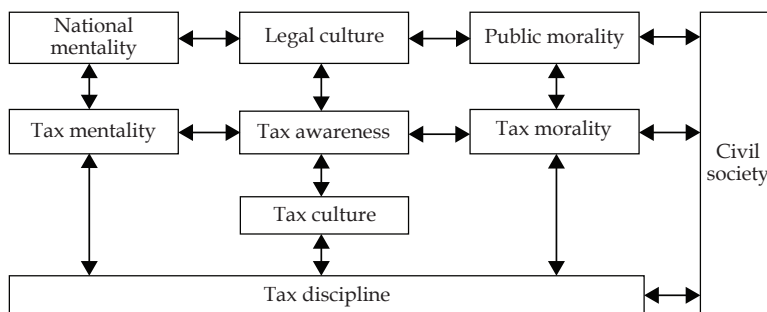 National
mentality
Legal culture
Public morality
Tax mentality
Tax awareness
Tax morality
Civil
society
Tax culture
Tax discipline